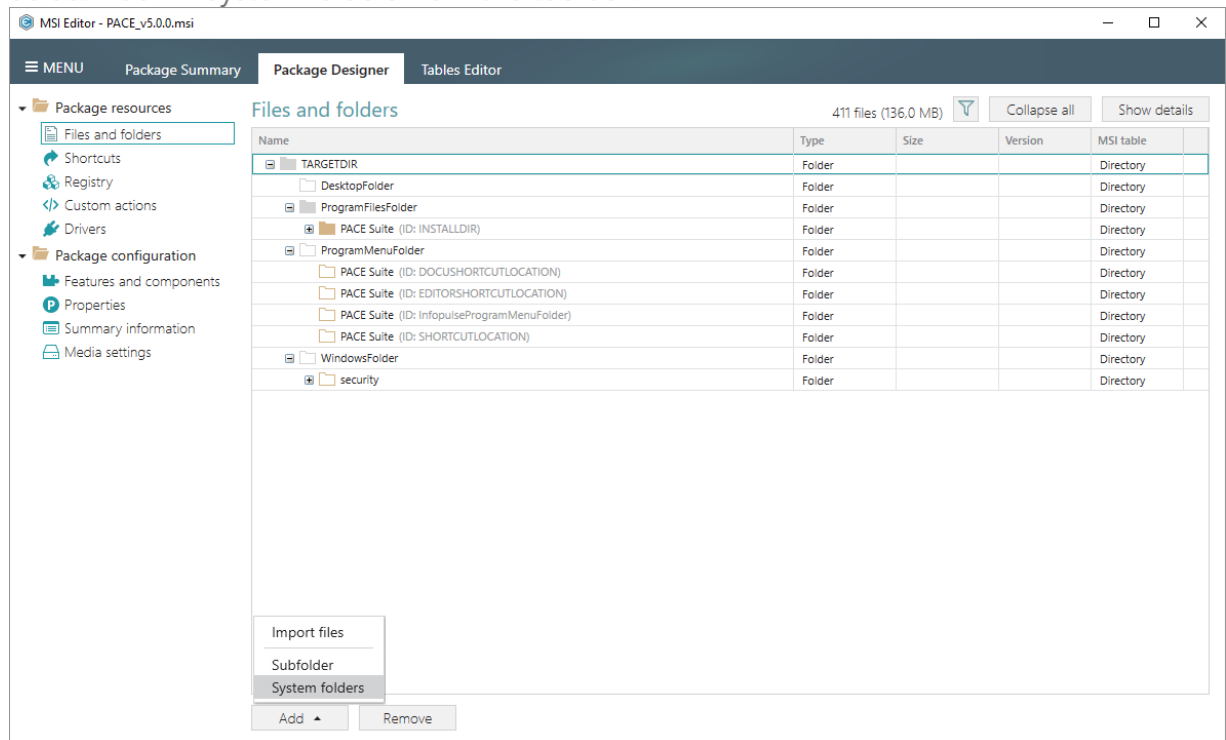 MSI Editor - PACE_v5.0.0.msi
MENU Package Summary Package Designer Tables Editor
Package resources
Files and folders
Shortcuts
Registry
Custom actions
Drivers
Package configuration
Features and components
Properties
Summary information
Media settings
Files and folders 411 files (136,0 MB) Collapse all Show details
Name Type Size Version MSI table
TARGETDIR Folder Directory
DesktopFolder Folder Directory
ProgramFilesFolder Folder Directory
PACE Suite (ID: INSTALLDIR) Folder Directory
ProgramMenuFolder Folder Directory
PACE Suite (ID: DOCUSHORTCUTLOCATION) Folder Directory
PACE Suite (ID: EDITORSHORTCUTLOCATION) Folder Directory
PACE Suite (ID: InfopulseProgramMenuFolder) Folder Directory
PACE Suite (ID: SHORTCUTLOCATION) Folder Directory
WindowsFolder Folder Directory
security Folder Directory
Import files
Subfolder
System folders
Add Remove